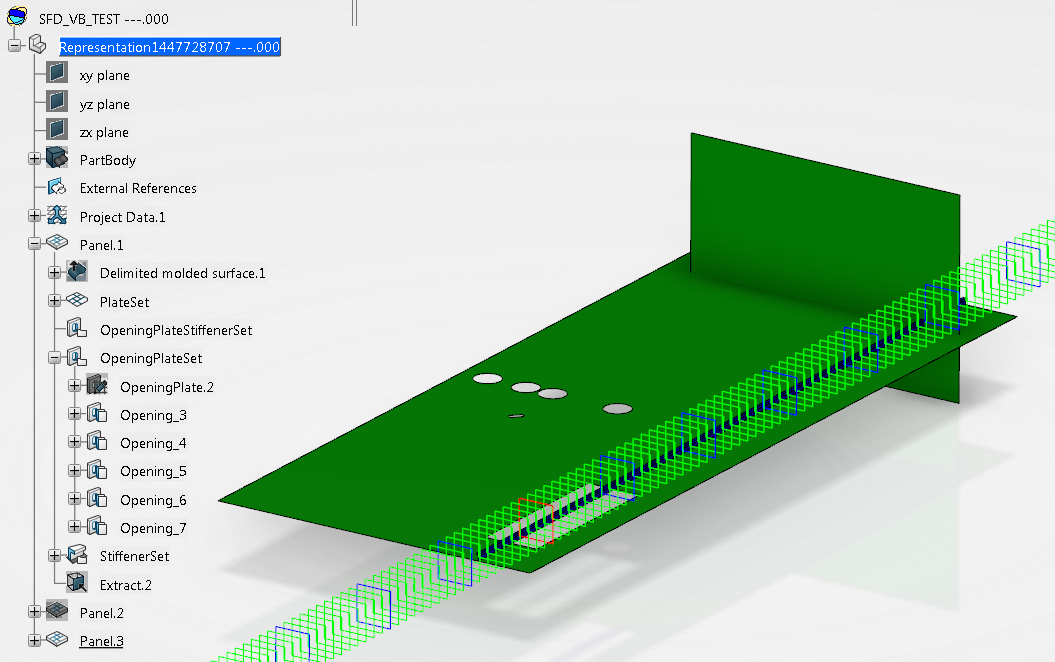 SFD_VB_TEST ---.000
Representation1447728707 ---.000
xy plane
yz plane
zx plane
PartBody
External References
Project Data.1
Panel.1
Delimited molded surface.1
PlateSet
OpeningPlateStiffenerSet
OpeningPlateSet
OpeningPlate.2
Opening_3
Opening_4
Opening_5
Opening_6
Opening_7
StiffenerSet
Extract.2
Panel.2
Panel.3